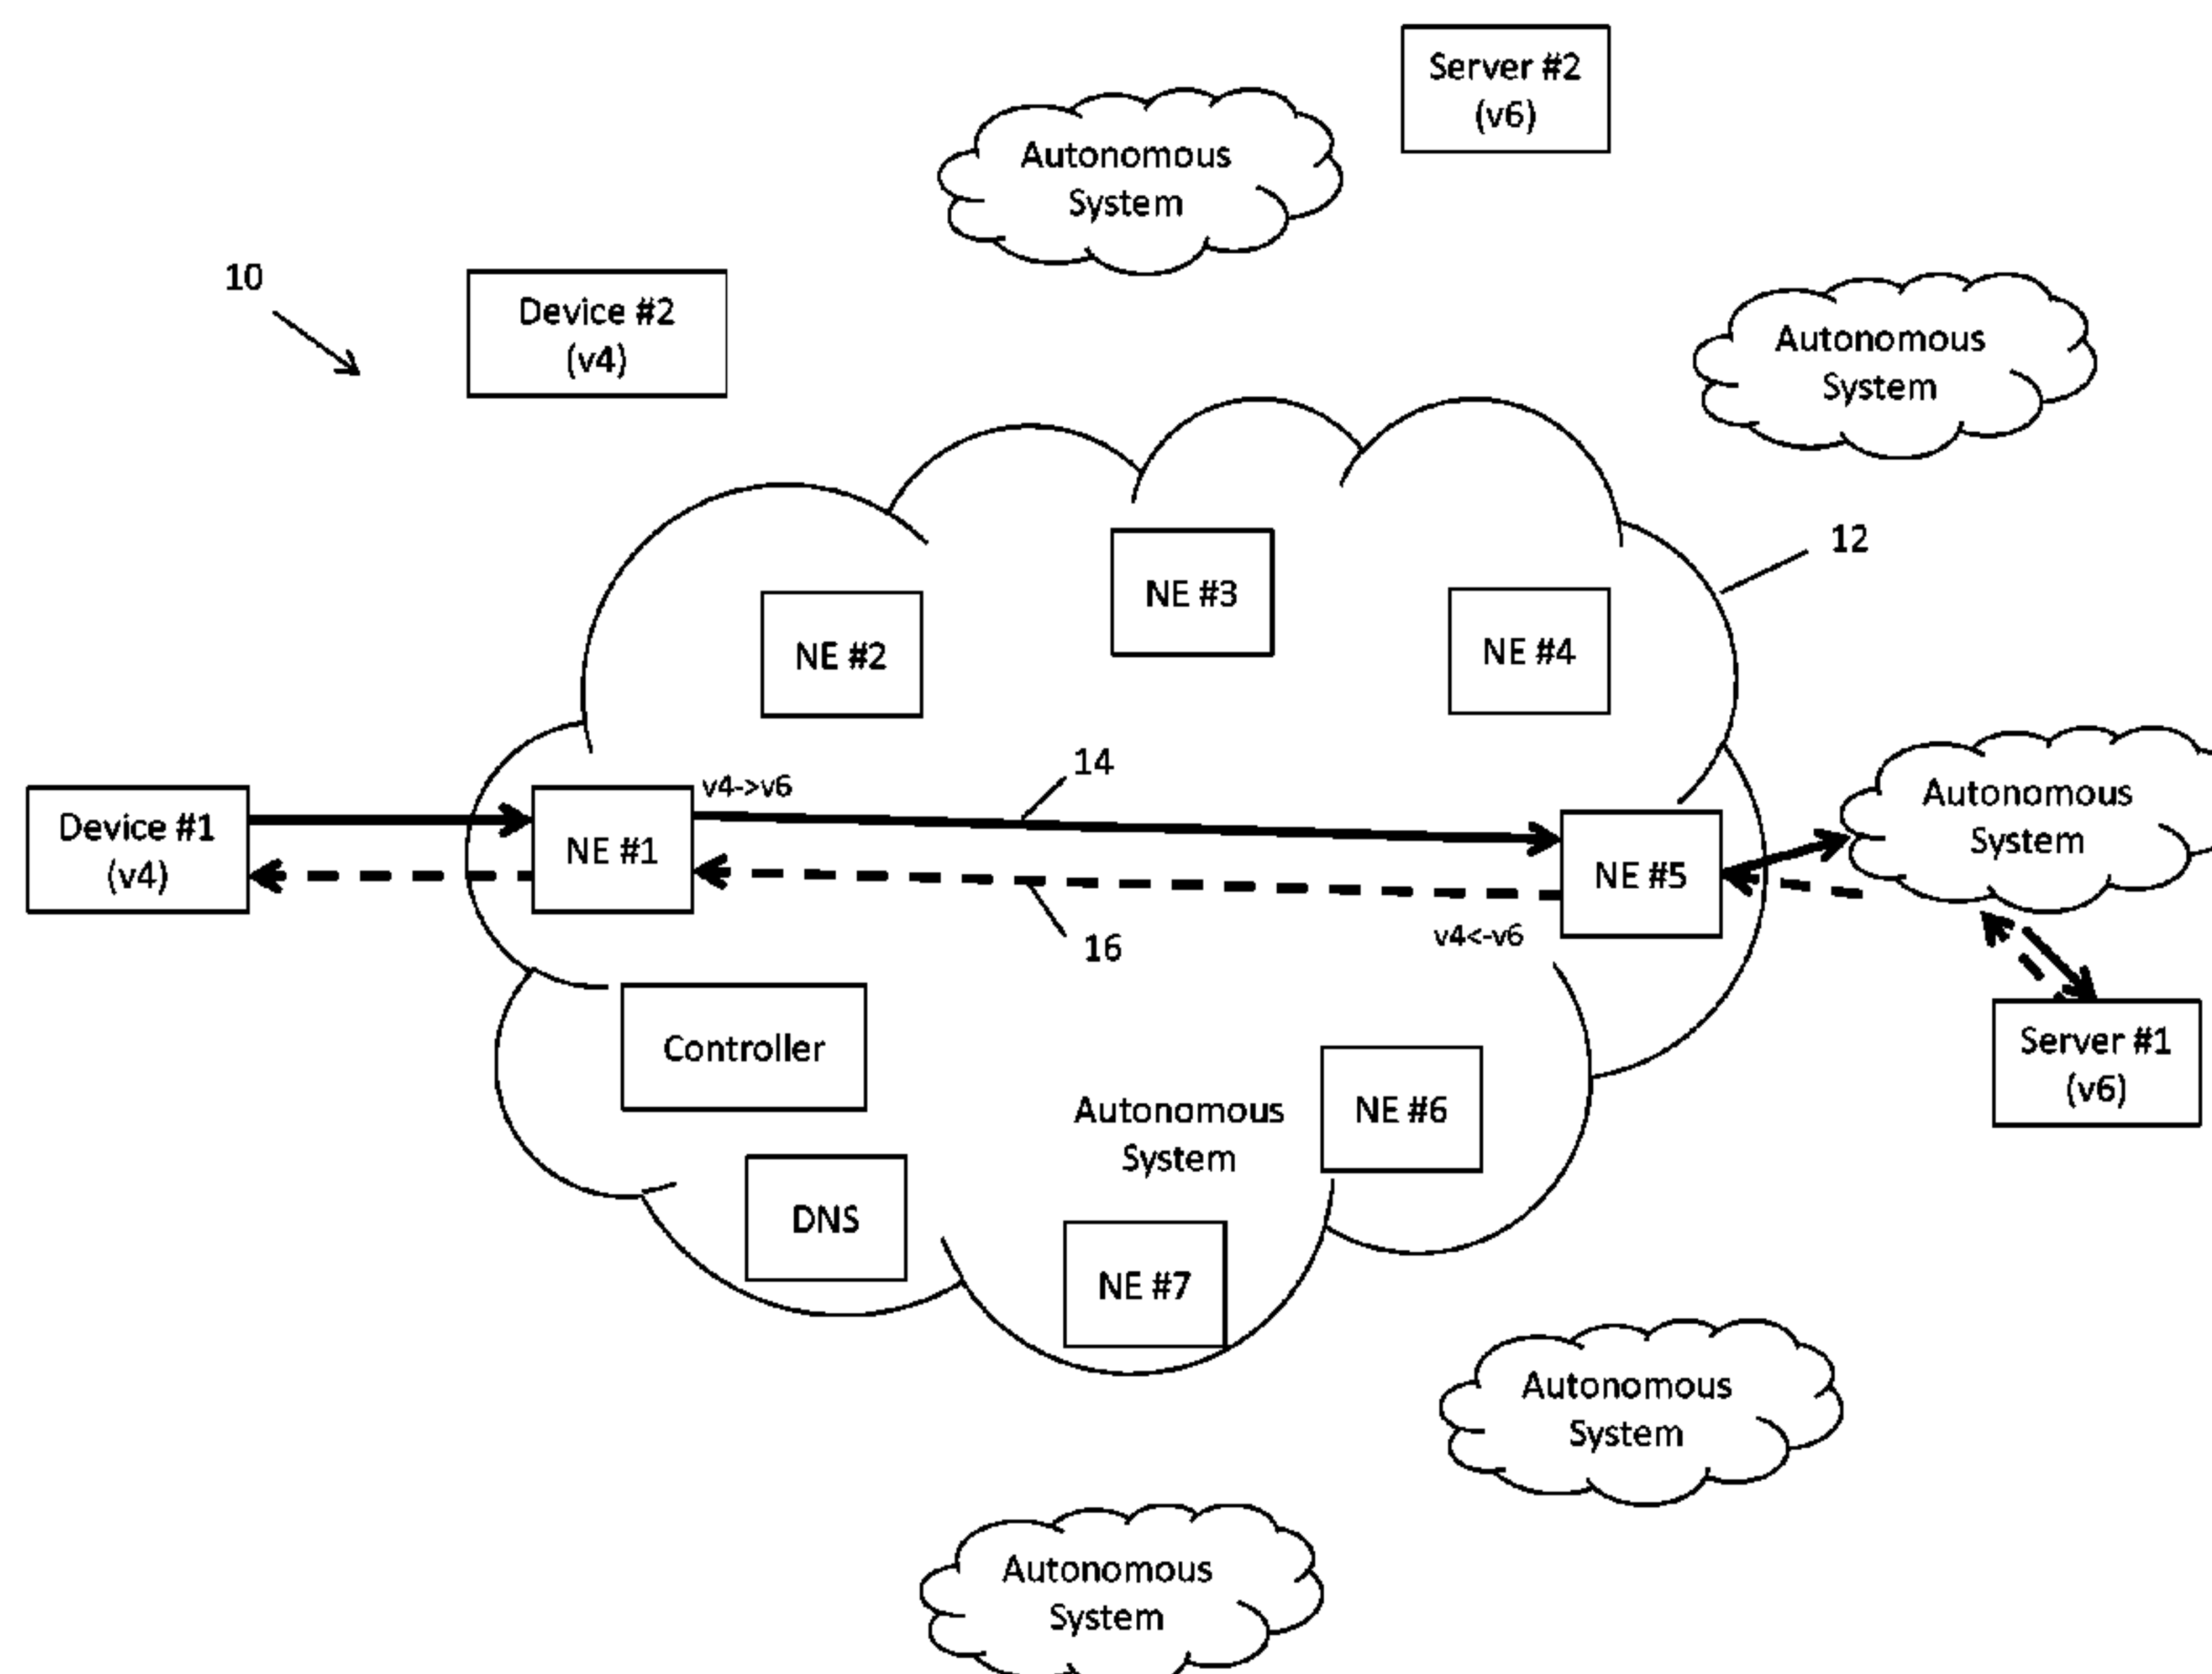 Server #2
(v6)
Autonomous
System
10
Device #2
(v4)
Autonomous
System
12
NE #3
NE #2
NE #4
14
v4->v6
Autonomous
System
Device #1
(v4)
NE #1
NE #5
16
v4<-v6
Controller
Server #1
(v6)
Autonomous
System
NE #6
DNS
NE #7
Autonomous
System
Autonomous
System